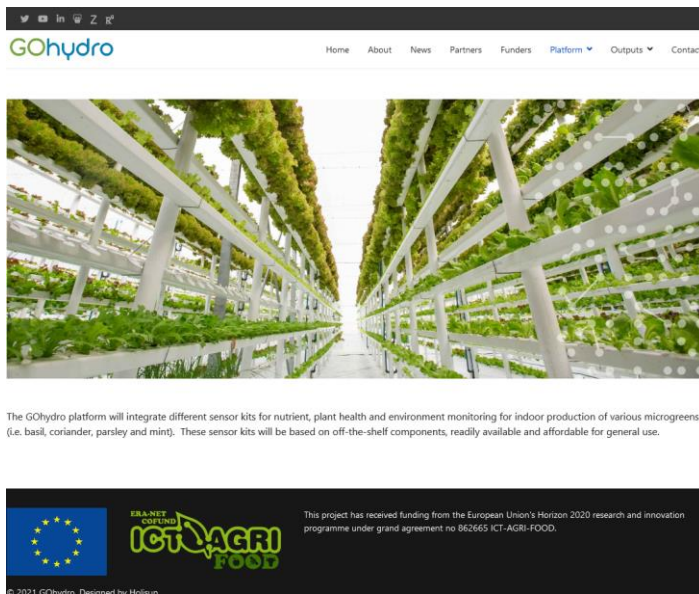 GOhydro
Home About News Partners Funders Platform Outputs Contac
The GOhydro platform will integrate different sensor kits for nutrient, plant health and environment monitoring for indoor production of various microgreens
(i.e. basil, coriander, parsley and mint). These sensor kits will be based on off-the-shelf components, readily available and affordable for general use.
ERA-NET
COFUND
ICT AGRI
FOOD
This project has received funding from the European Union's Horizon 2020 research and innovation
programme under grand agreement no 862665 ICT-AGRI-FOOD.
© 2021 GOhydro. Designed by Holisun